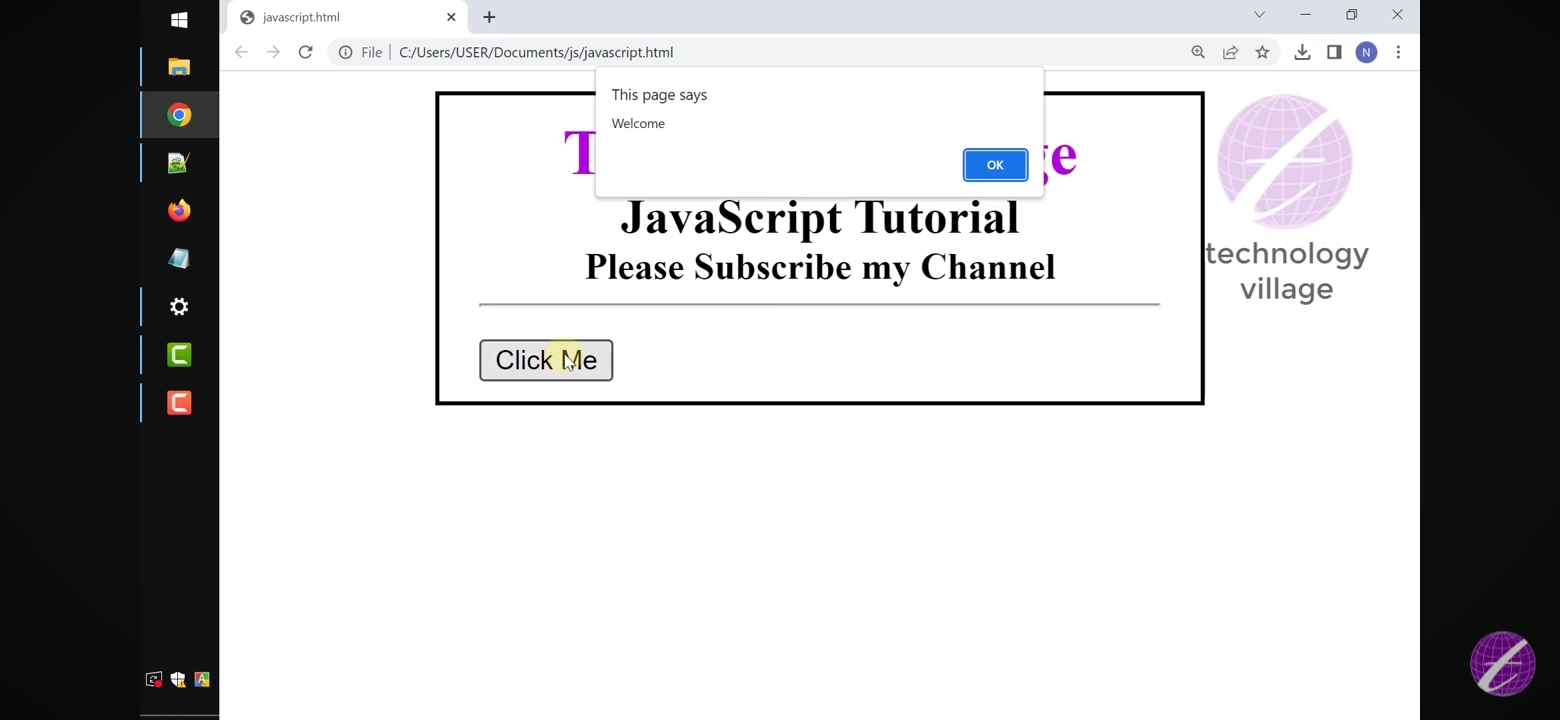 javascript.html
File
C:/Users/USER/Documents/js/javascript.html
N
This page says
Welcome
OK
JavaScript Tutorial
Please Subscribe my Channel
Click Me
technology
village